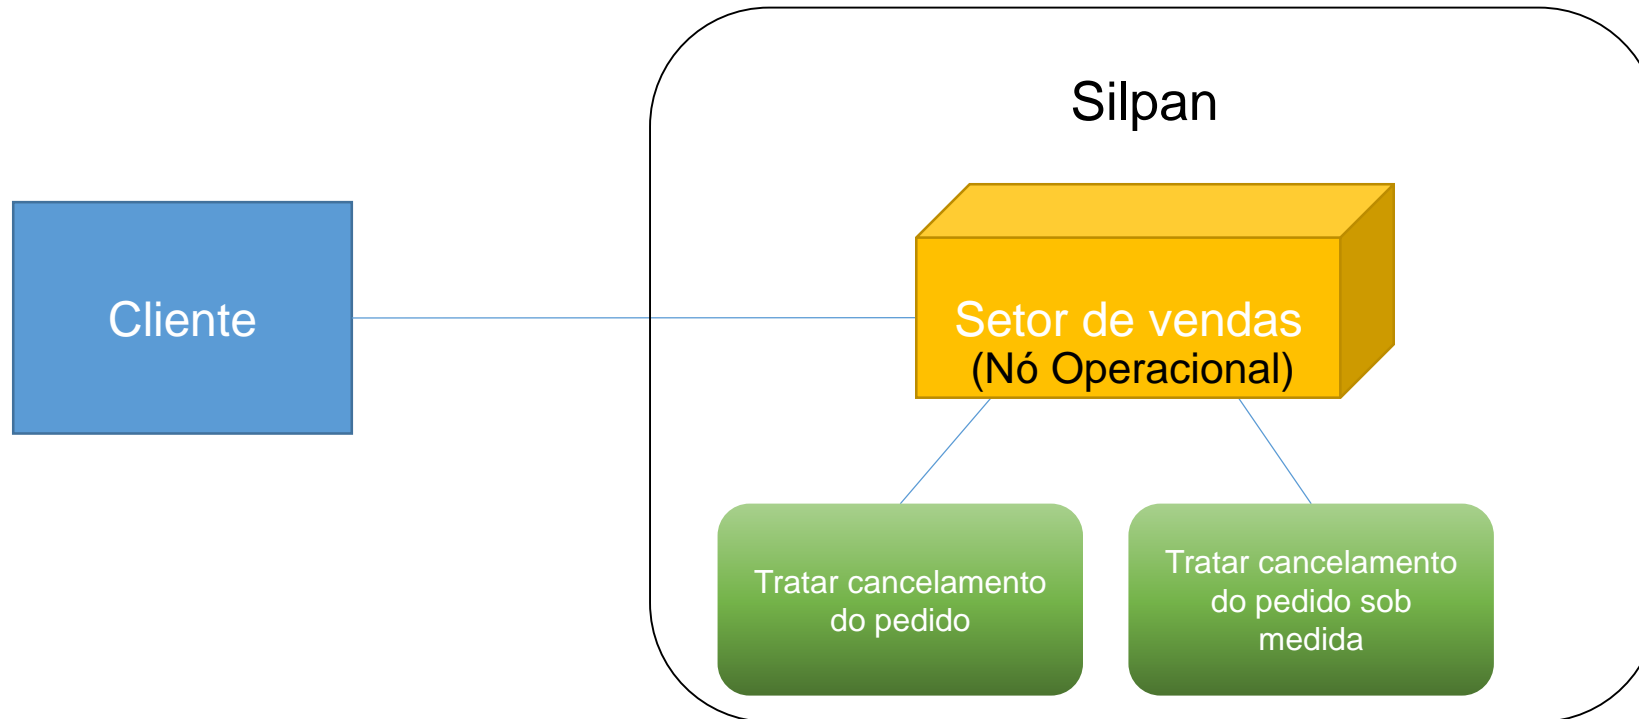 Silpan
Cliente
Setor de vendas
(Nó Operacional)
Tratar cancelamento
do pedido
Tratar cancelamento
do pedido sob
medida